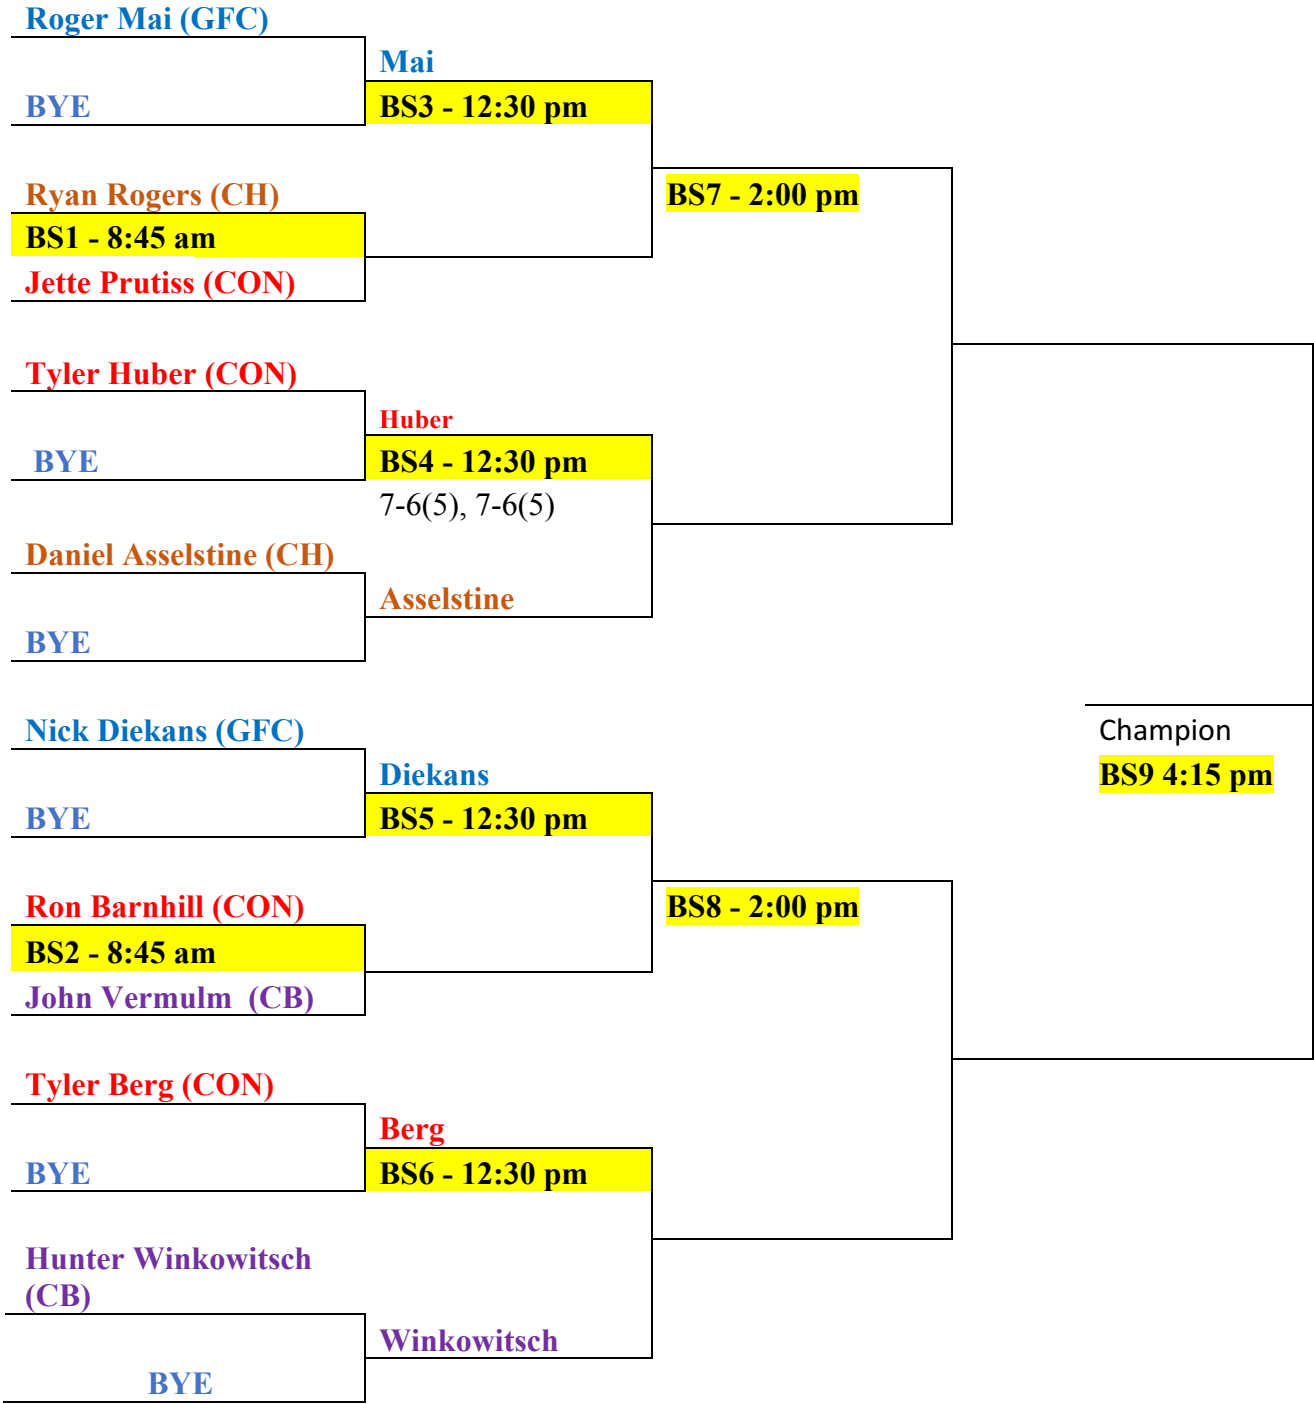 Roger Mai (GFC)
Mai
BYE
BS3 - 12:30 pm
Ryan Rogers (CH)
BS7 - 2:00 pm
BS1 - 8:45 am
Jette Prutiss (CON)
Tyler Huber (CON)
Huber
BYE
BS4 - 12:30 pm
7-6(5), 7-6(5)
Daniel Asselstine (CH)
Asselstine
BYE
Nick Diekans (GFC)
Champion
Diekans
BS9 4:15 pm
BYE
BS5 - 12:30 pm
Ron Barnhill (CON)
BS8 - 2:00 pm
BS2 - 8:45 am
John Vermulm  (CB)
Tyler Berg (CON)
Berg
BYE
BS6 - 12:30 pm
Hunter Winkowitsch
(CB)
Winkowitsch
BYE